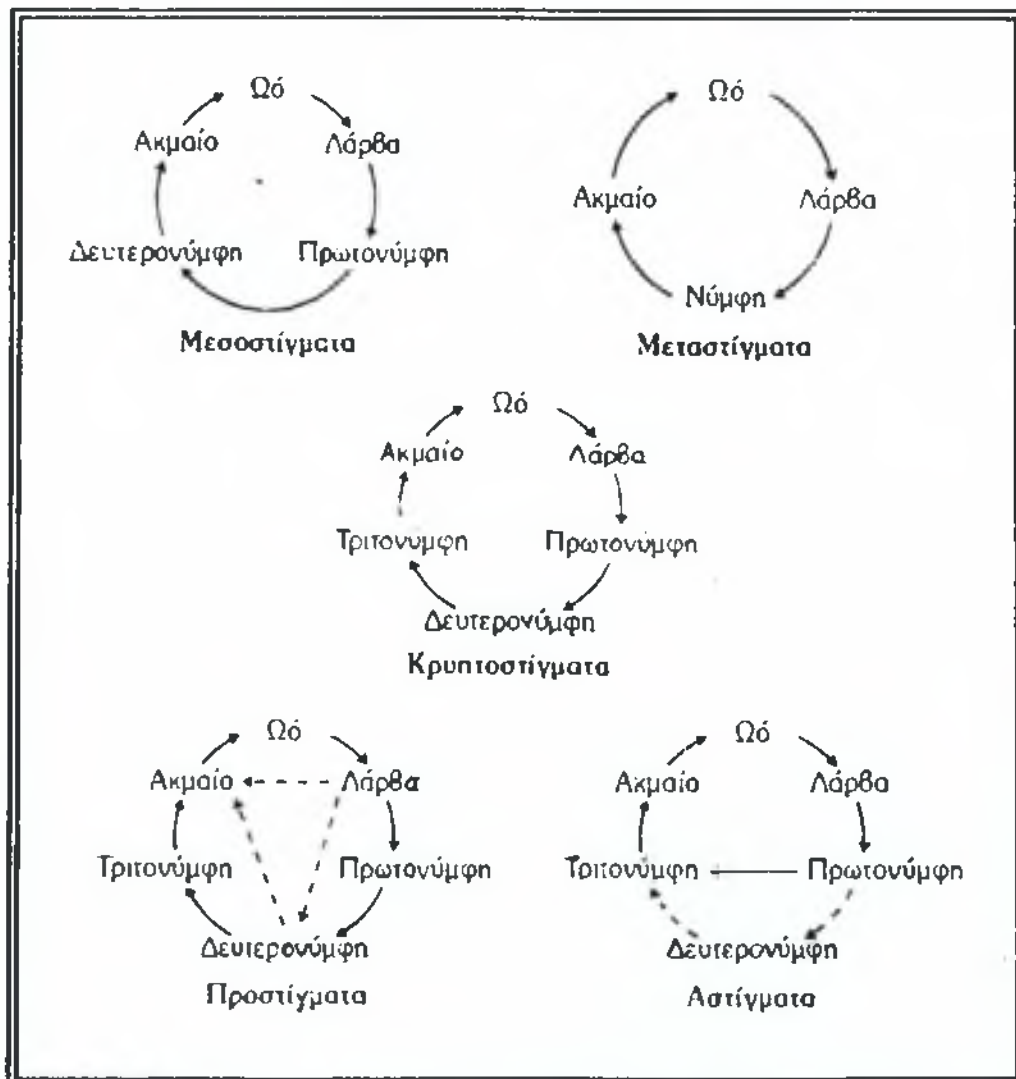 Ωό
Ακμαίο
Λάρβα
Δευτερονύμφη
Πρωτονύμφη
Μεσοστίγματα
Ωό
Ακμαίο
Λάρβα
Νύμφη
Μεταστίγματα
Ωό
Ακμαίο
Λάρβα
Τριτονύμφη
Πρωτονύμφη
Δευτερονύμφη
Κρυπτοστίγματα
Ωό
Ακμαίο
Λάρβα
Τριτονύμφη
Πρωτονύμφη
Δευτερονύμφη
Προστίγματα
Ωό
Ακμαίο
Λάρβα
Τριτονύμφη
Πρωτονύμφη
Δευτερονύμφη
Αστίγματα